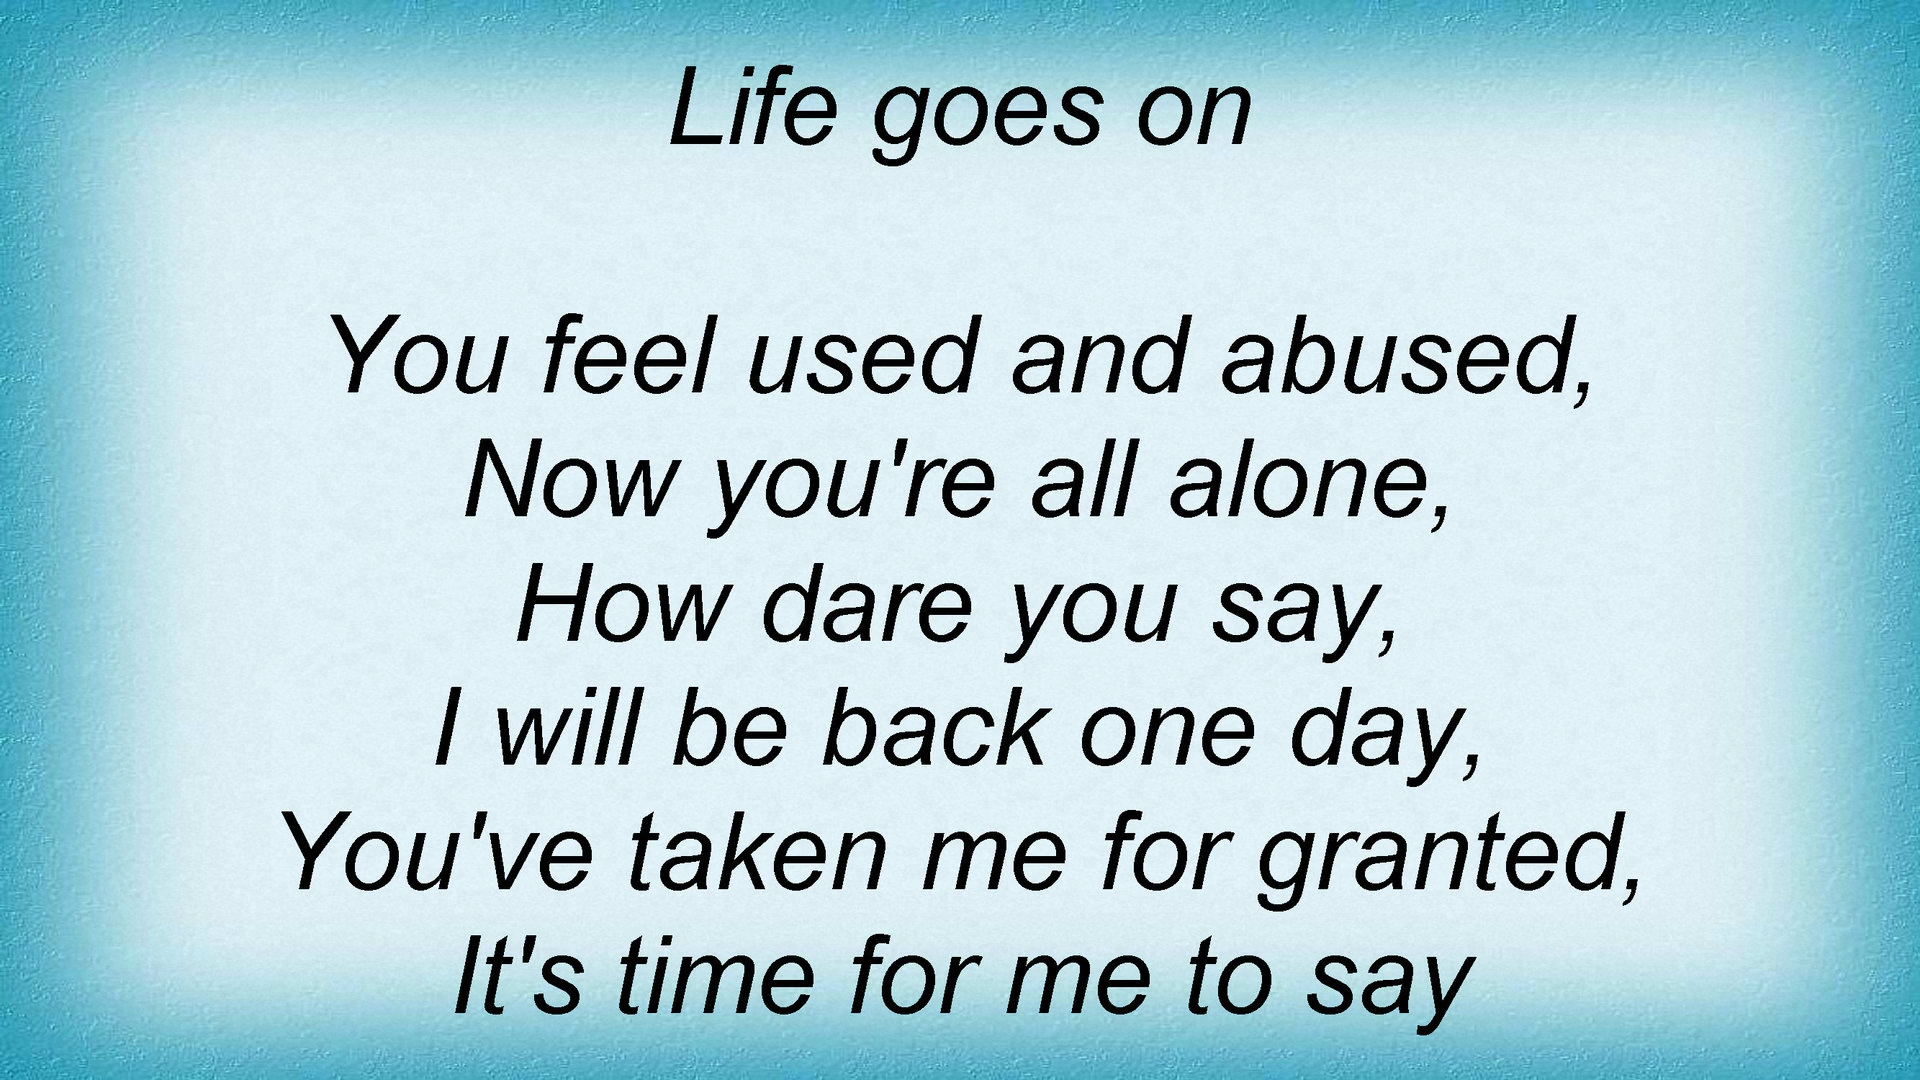 Life goes on
You feel used and abused,
Now you're all alone,
How dare you say,
I will be back one day,
You've taken me for granted,
It's time for me to say